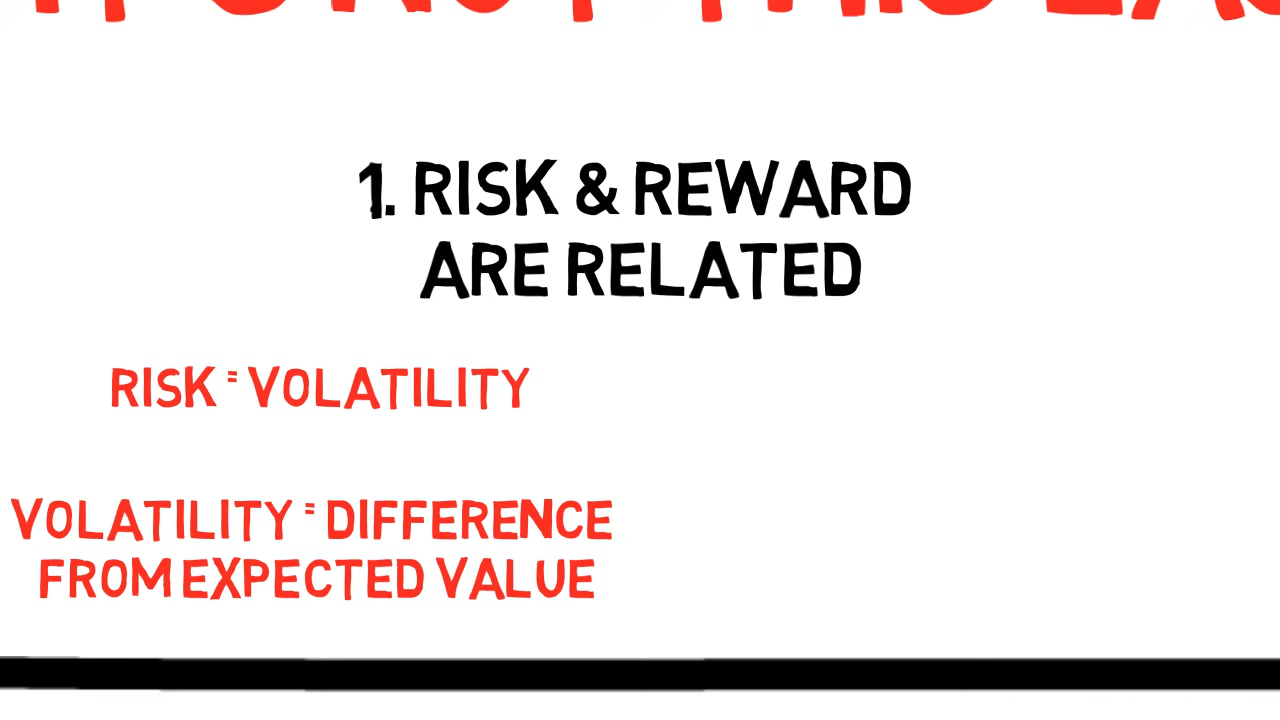 1. RISK & REWARD
ARE RELATED
RISK = VOLATILITY
VOLATILITY = DIFFERENCE
FROM EXPECTED VALUE